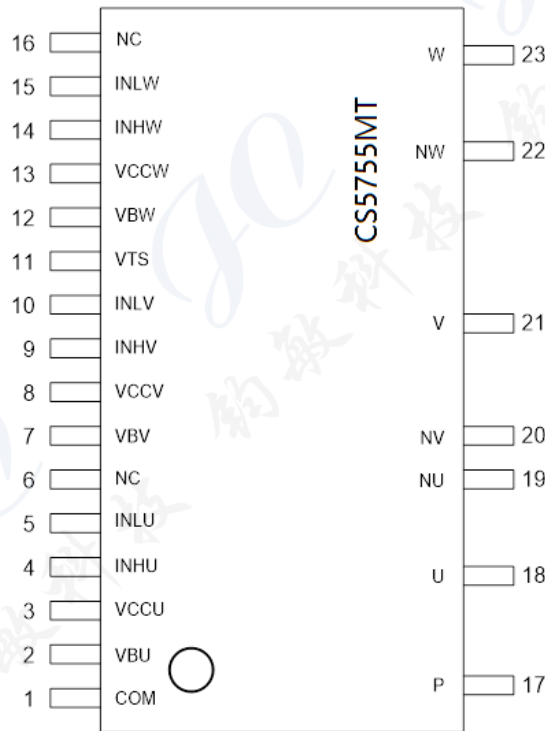 16 NC
15 INLW
14 INHW
13 VCCW
12 VBW
11 VTS
10 INLV
9 INHV
8 VCCV
7 VBV
6 NC
5 INLU
4 INHU
3 VCCU
2 VBU
1 COM
CS5755MT
W 23
NW 22
V 21
NV 20
NU 19
U 18
P 17